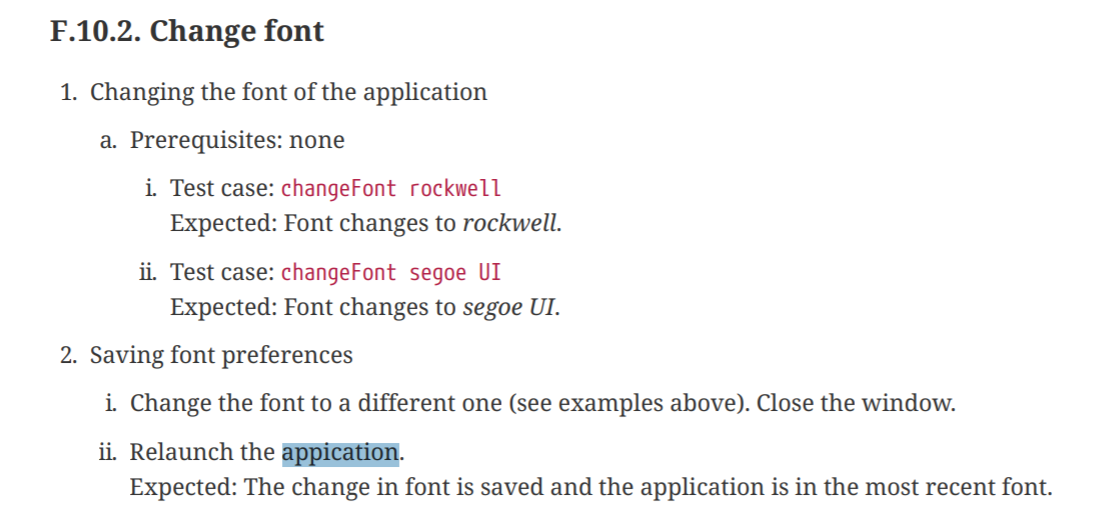 F.10.2. Change font
1. Changing the font of the application
a. Prerequisites: none
i. Test case: changeFont rockwell
Expected: Font changes to rockwell.
ii. Test case: changeFont segoe UI
Expected: Font changes to segoe UI.
2. Saving font preferences
i. Change the font to a different one (see examples above). Close the window.
ii. Relaunch the appication.
Expected: The change in font is saved and the application is in the most recent font.